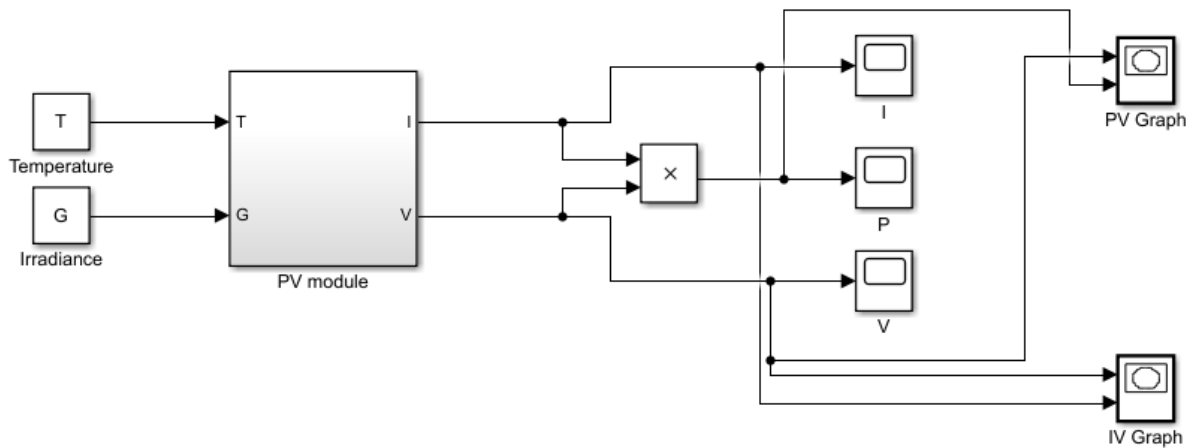 T
Temperature
G
Irradiance
T
G
I
V
PV module
×
I
P
V
PV Graph
IV Graph